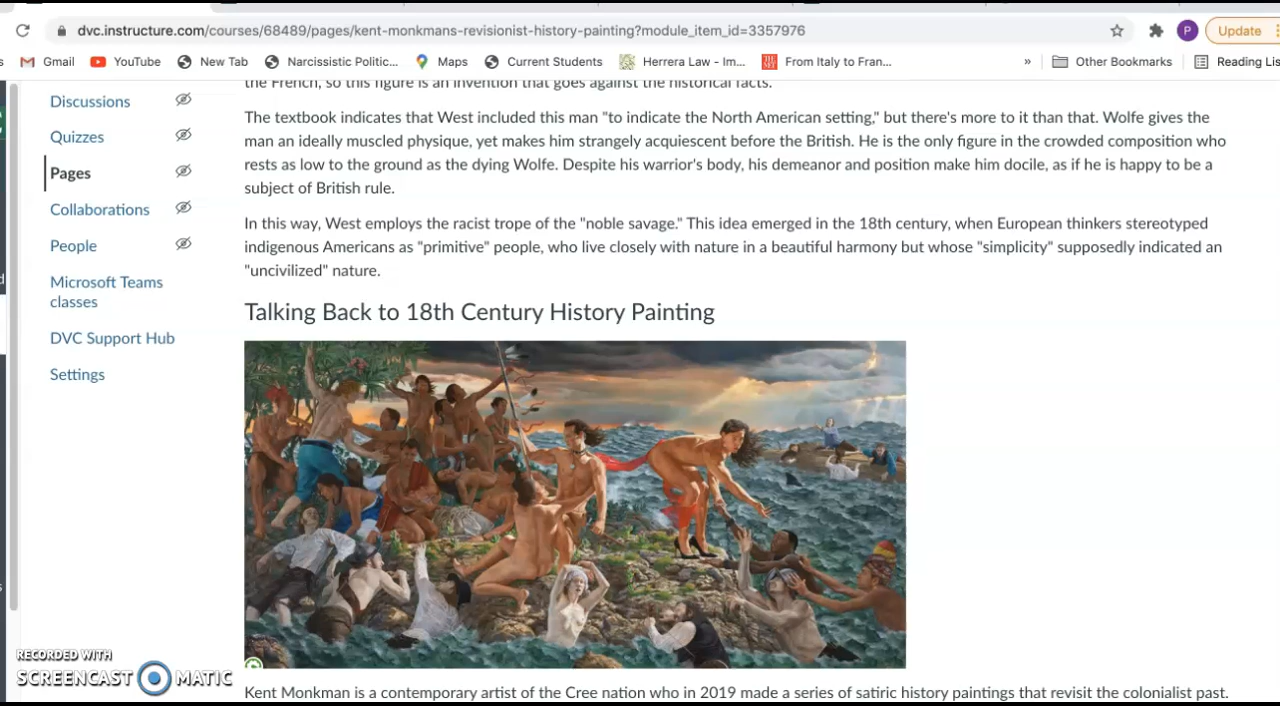 dvc.instructure.com/courses/68489/pages/kent-monkmans-revisionist-history-painting?module_item_id=3357976
P
Update
Gmail
YouTube
New Tab
Narcissistic Politic...
Maps
Current Students
Herrera Law - Im...
From Italy to Fran...
»
Other Bookmarks
Reading Lis
the French, so this figure is an invention that goes against the historical facts.
Discussions
Quizzes
Pages
Collaborations
People
Microsoft Teams
classes
DVC Support Hub
Settings
The textbook indicates that West included this man "to indicate the North American setting," but there's more to it than that. Wolfe gives the
man an ideally muscled physique, yet makes him strangely acquiescent before the British. He is the only figure in the crowded composition who
rests as low to the ground as the dying Wolfe. Despite his warrior's body, his demeanor and position make him docile, as if he is happy to be a
subject of British rule.
In this way, West employs the racist trope of the "noble savage." This idea emerged in the 18th century, when European thinkers stereotyped
indigenous Americans as "primitive" people, who live closely with nature in a beautiful harmony but whose "simplicity" supposedly indicated an
"uncivilized" nature.
Talking Back to 18th Century History Painting
Kent Monkman is a contemporary artist of the Cree nation who in 2019 made a series of satiric history paintings that revisit the colonialist past.
RECORDED WITH
SCREENCAST MATIC